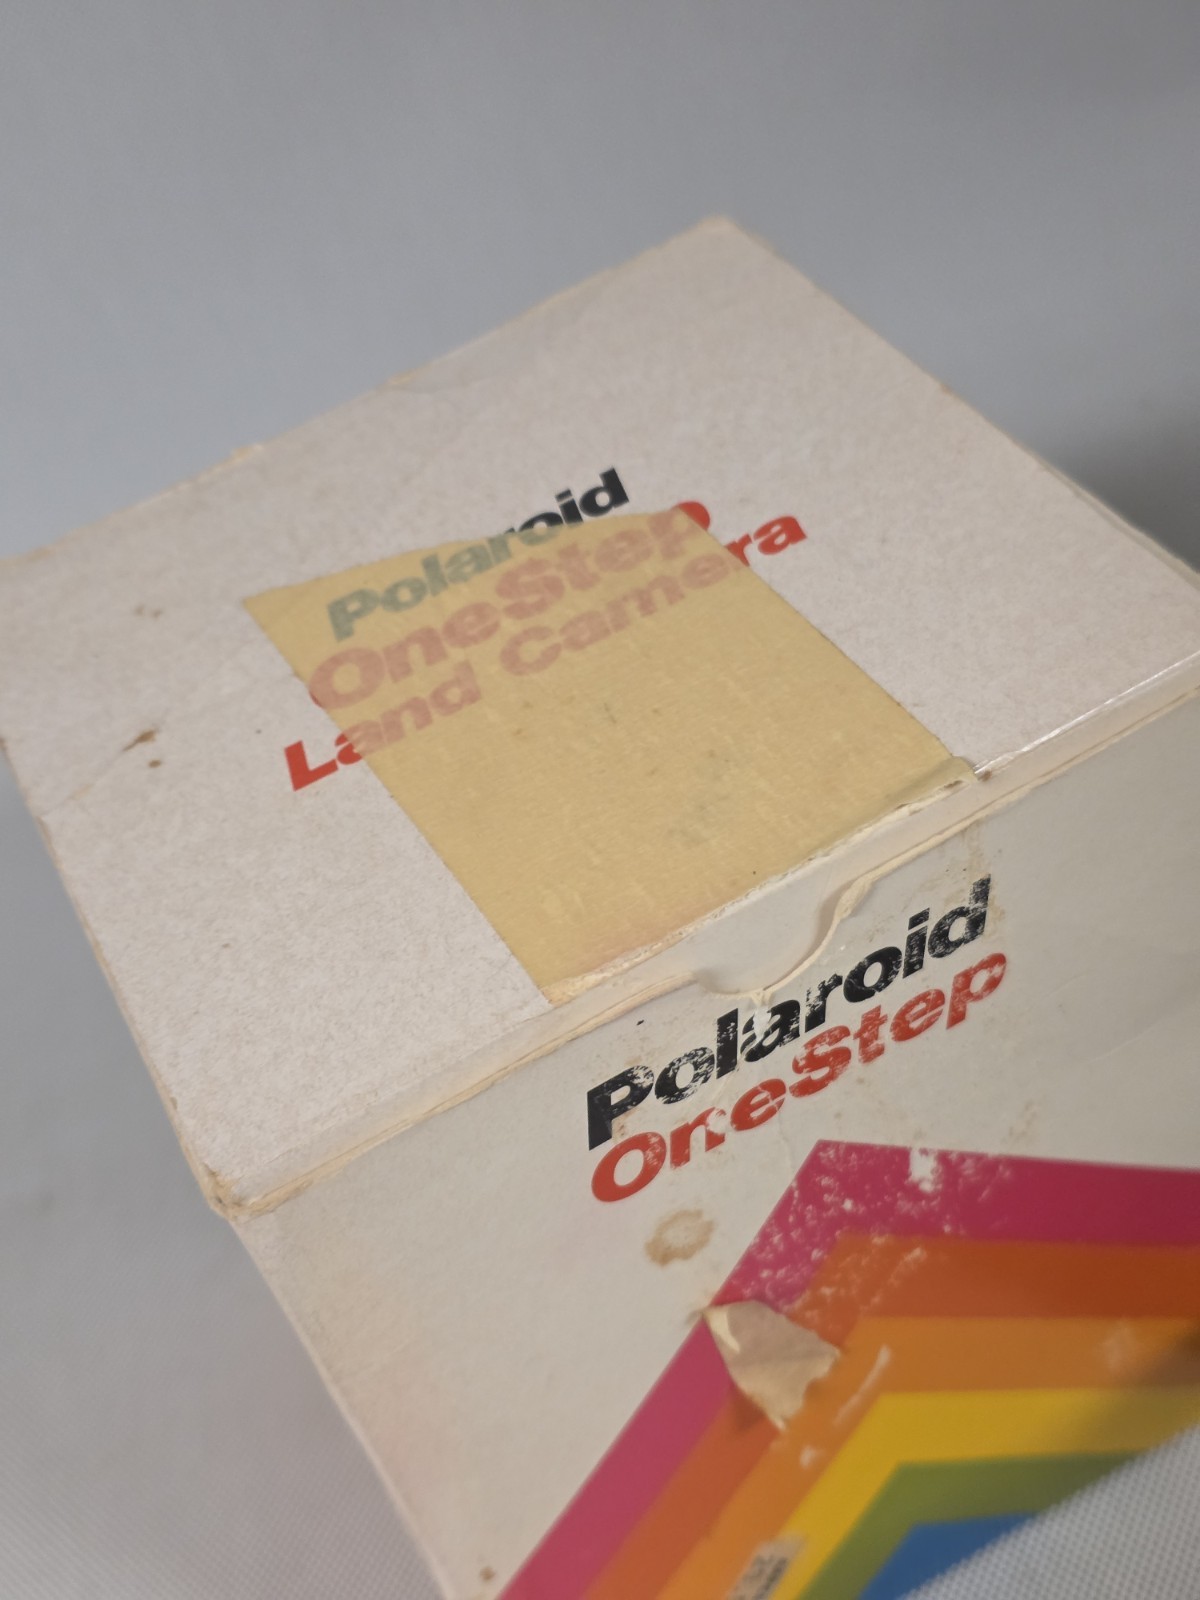 Polaroid
OneStep
Land Camera
Polaroid
OneStep